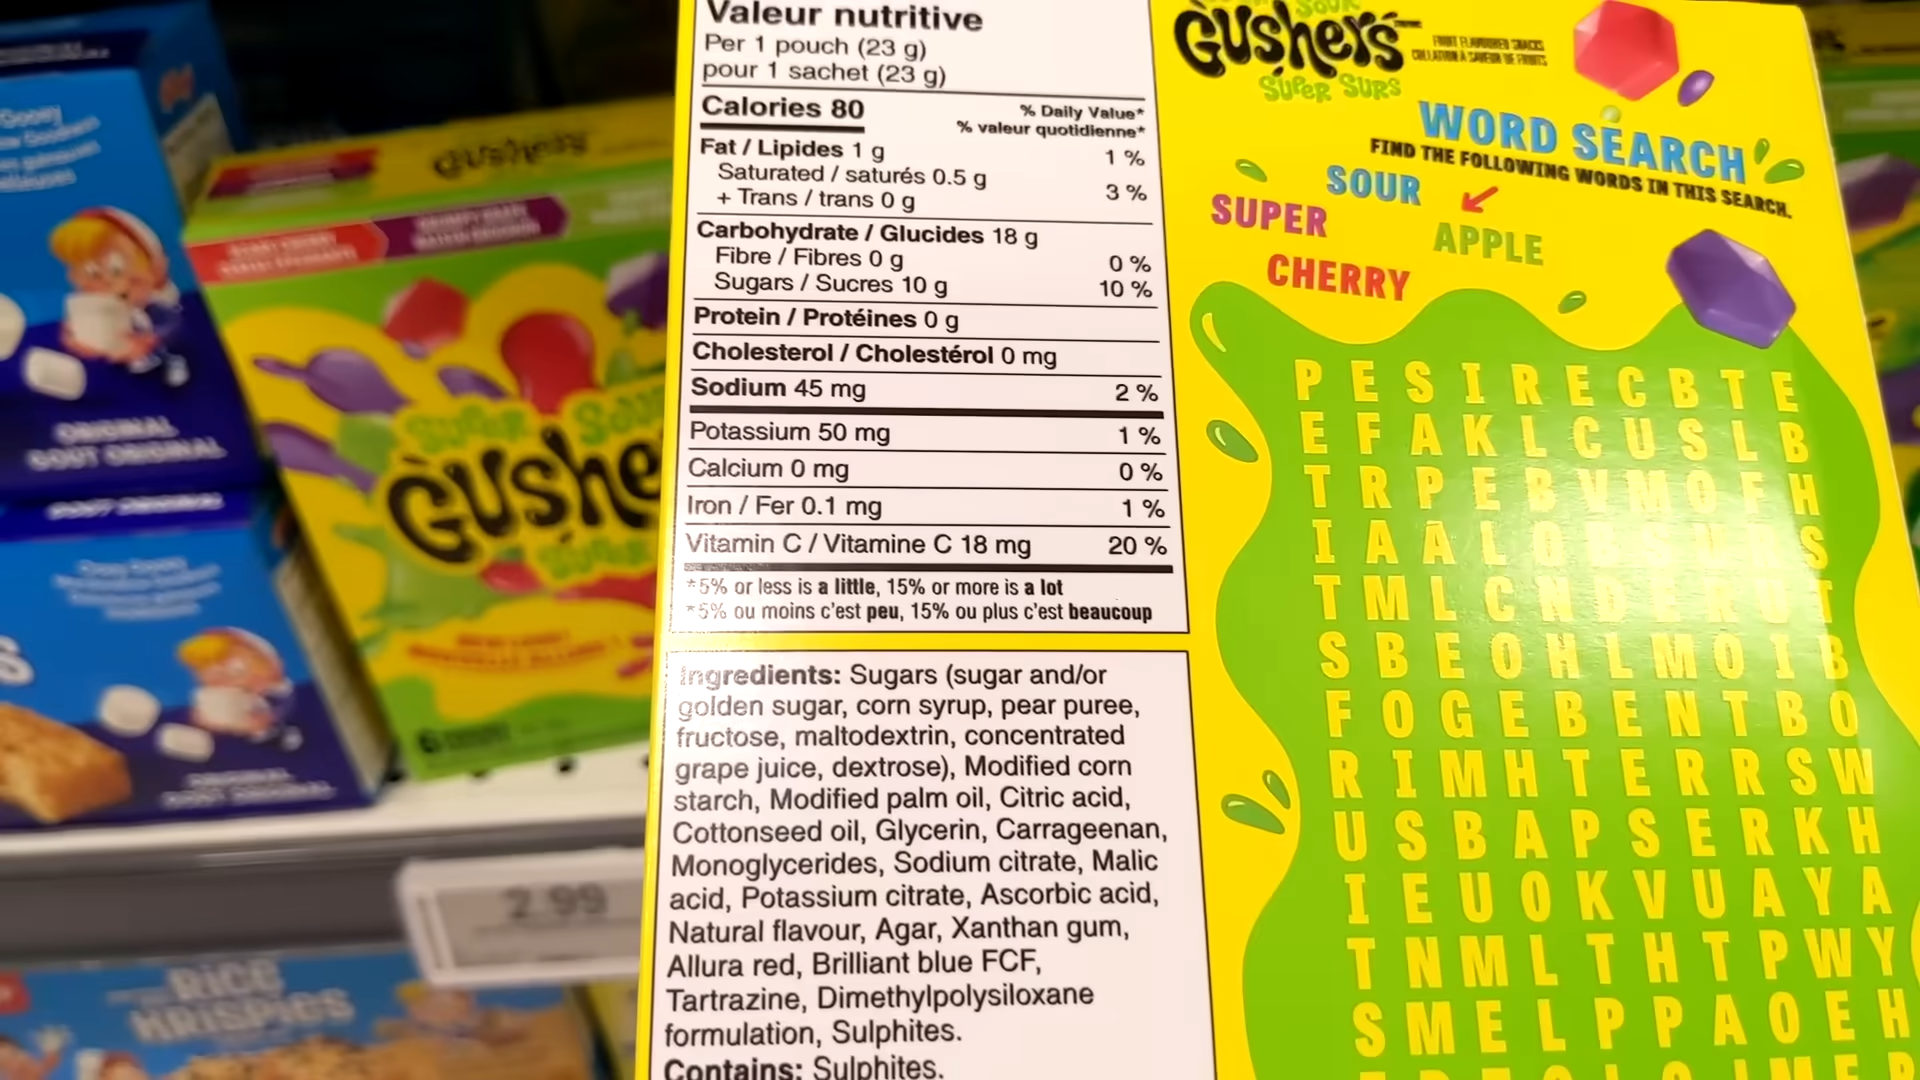 Valeur nutritive
Per 1 pouch (23 g)
pour 1 sachet (23 g)
Calories 80
% Daily Value*
% valeur quotidienne*
Fat / Lipides 1 g 1 %
Saturated / saturés 0.5 g
+ Trans / trans 0 g 3 %
Carbohydrate / Glucides 18 g
Fibre / Fibres 0 g 0 %
Sugars / Sucres 10 g 10 %
Protein / Protéines 0 g
Cholesterol / Cholestérol 0 mg
Sodium 45 mg 2 %
Potassium 50 mg 1 %
Calcium 0 mg 0 %
Iron / Fer 0.1 mg 1 %
Vitamin C / Vitamine C 18 mg 20 %
*5% or less is a little, 15% or more is a lot
*5% ou moins c'est peu, 15% ou plus c'est beaucoup
Ingredients: Sugars (sugar and/or
golden sugar, corn syrup, pear puree,
fructose, maltodextrin, concentrated
grape juice, dextrose), Modified corn
starch, Modified palm oil, Citric acid,
Cottonseed oil, Glycerin, Carrageenan,
Monoglycerides, Sodium citrate, Malic
acid, Potassium citrate, Ascorbic acid,
Natural flavour, Agar, Xanthan gum,
Allura red, Brilliant blue FCF,
Tartrazine, Dimethylpolysiloxane
formulation, Sulphites.
Contains: Sulphites.
SOUR
Gushers
SUPER SURS
FRUIT FLAVOURED SNACKS
COLLATION À SAVEUR DE FRUITS
WORD SEARCH
FIND THE FOLLOWING WORDS IN THIS SEARCH.
SOUR
SUPER
APPLE
CHERRY
P E S I R E C B T E
E F A K L C U S L B
T R P E B V M O F H
I A A L O S
T M L C N D E R U T
S B E O H L M O I B
F O G E B E N T B O
R I M H T E R R S W
U S B A P S E R K H
I E U O K V U A Y A
T N M L T H T P W Y
S M E L P P A O E H
Gushers
SUPER SOUR
Gushe
6
ORIGINAL
GOÛT ORIGINAL
2.99
RICE
KRISPIES